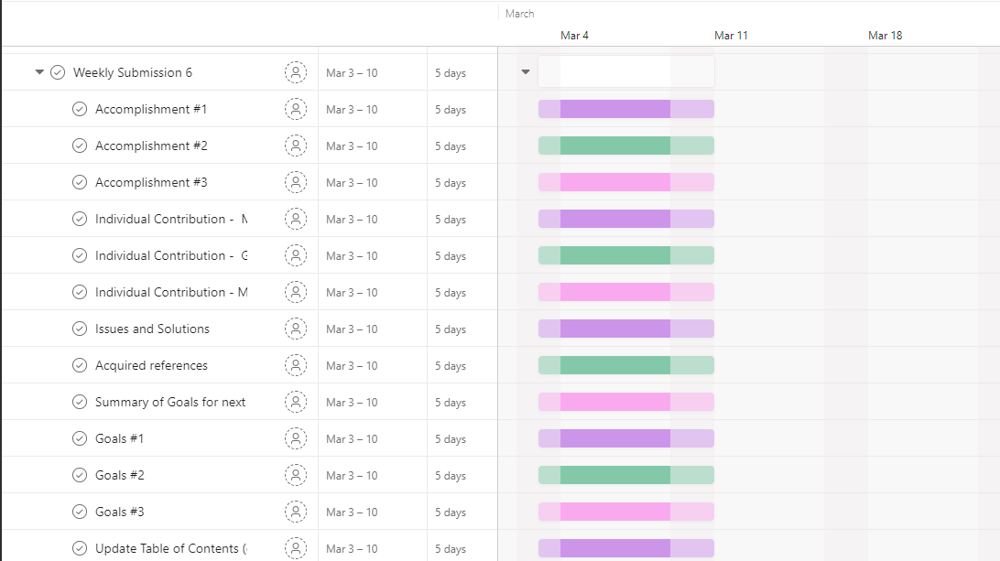 March
Mar 4 Mar 11 Mar 18
Weekly Submission 6 Mar 3 – 10 5 days
Accomplishment #1 Mar 3 – 10 5 days
Accomplishment #2 Mar 3 – 10 5 days
Accomplishment #3 Mar 3 – 10 5 days
Individual Contribution - Mar 3 – 10 5 days
Individual Contribution - Mar 3 – 10 5 days
Individual Contribution - M Mar 3 – 10 5 days
Issues and Solutions Mar 3 – 10 5 days
Acquired references Mar 3 – 10 5 days
Summary of Goals for next Mar 3 – 10 5 days
Goals #1 Mar 3 – 10 5 days
Goals #2 Mar 3 – 10 5 days
Goals #3 Mar 3 – 10 5 days
Update Table of Contents ( Mar 3 – 10 5 days